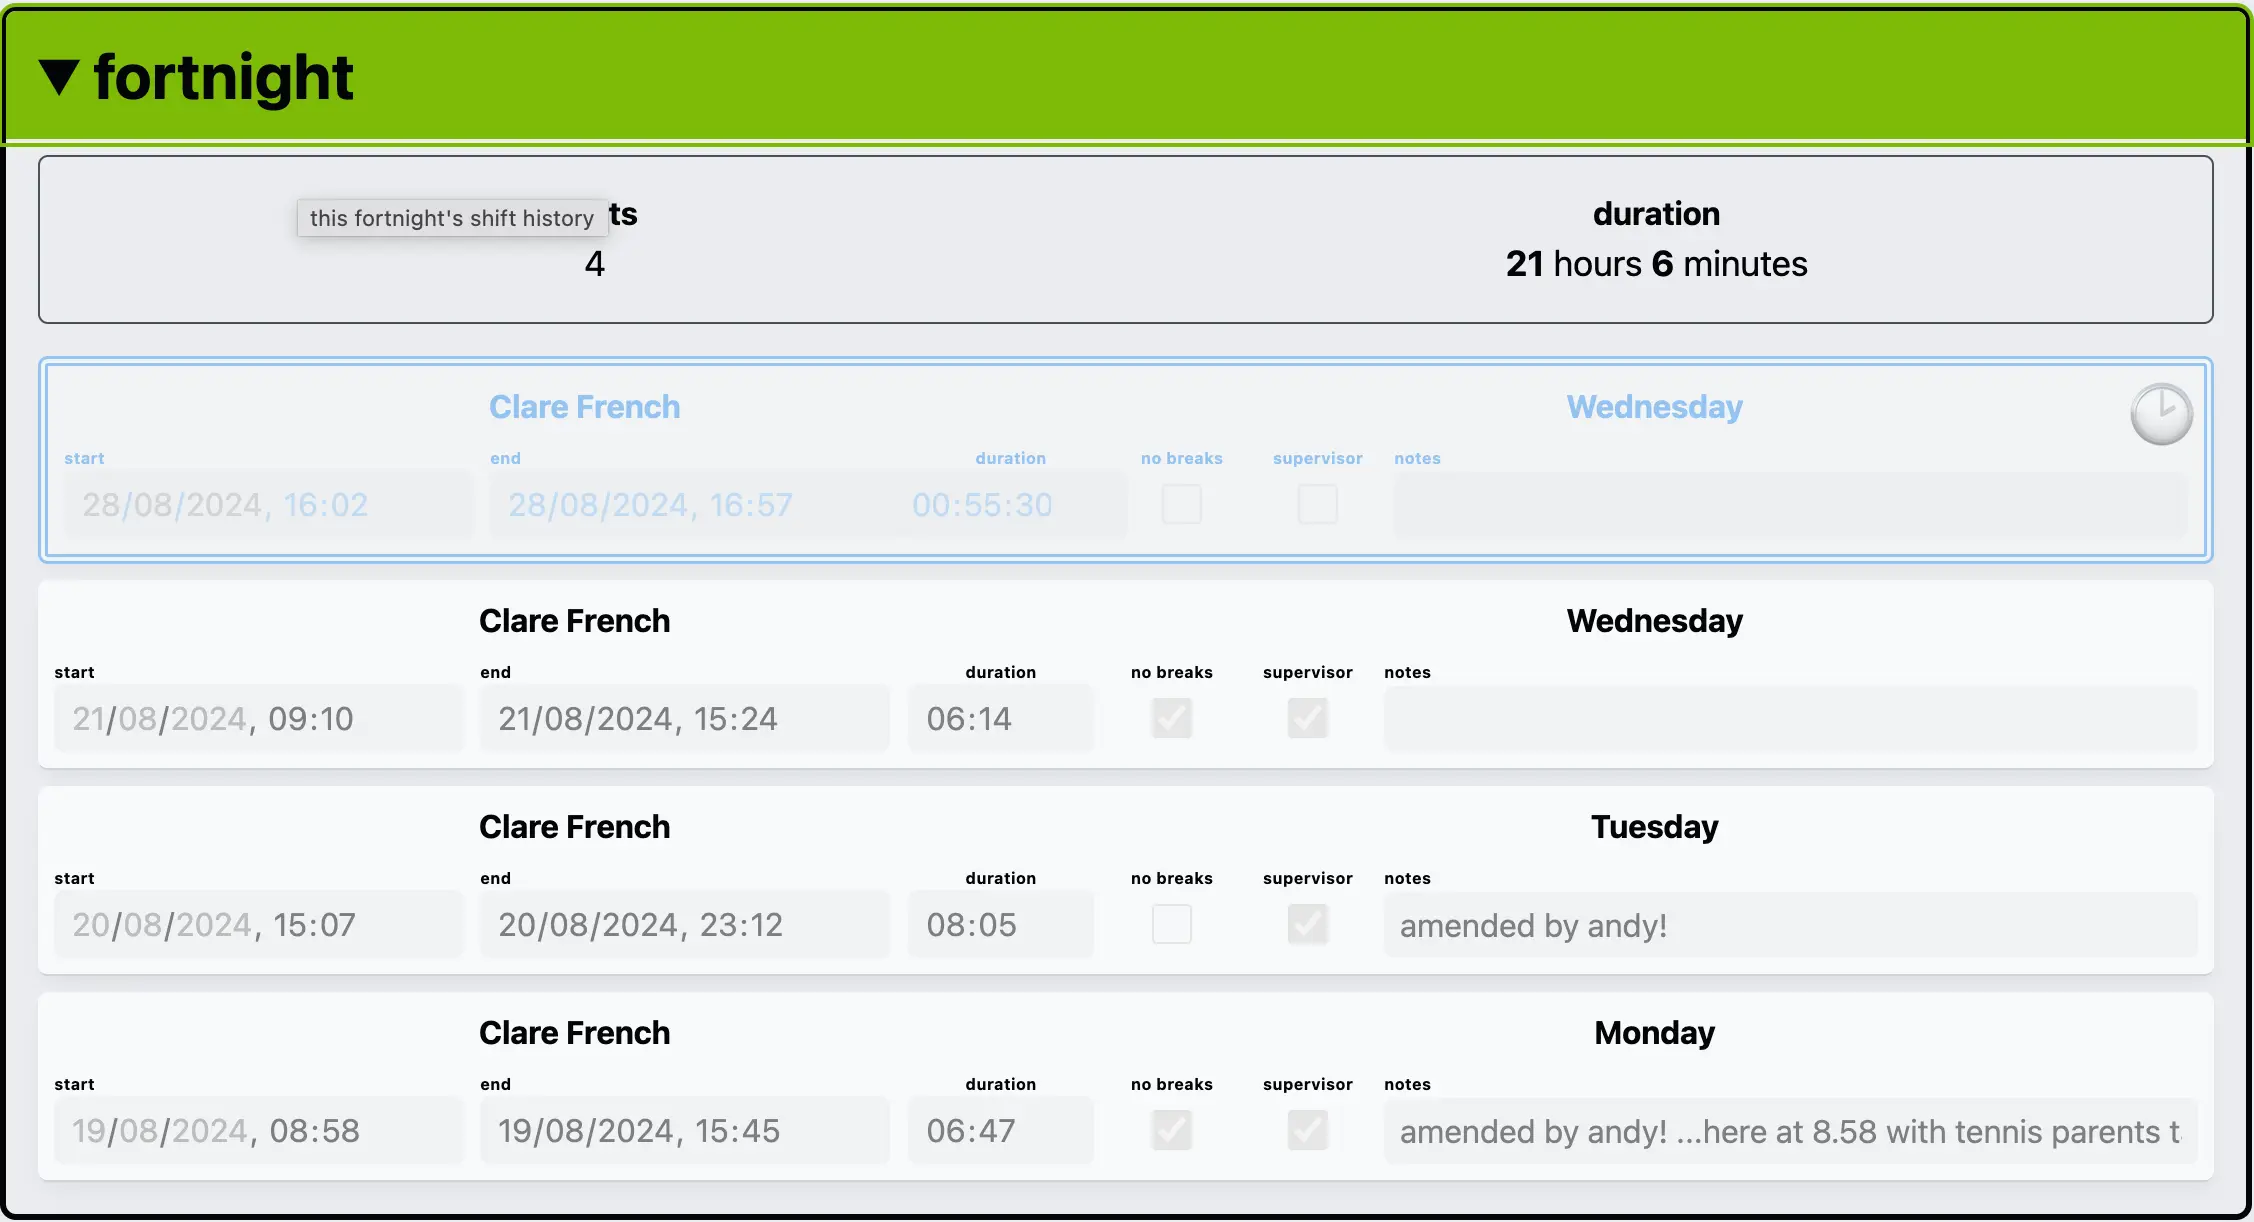 ▼ fortnight
this fortnight's shift history ts
duration
4
21 hours 6 minutes
Clare French
Wednesday
start end duration no breaks supervisor notes
28/08/2024, 16:02 28/08/2024, 16:57 00:55:30
Clare French
Wednesday
start end duration no breaks supervisor notes
21/08/2024, 09:10 21/08/2024, 15:24 06:14
Clare French
Tuesday
start end duration no breaks supervisor notes
20/08/2024, 15:07 20/08/2024, 23:12 08:05 amended by andy!
Clare French
Monday
start end duration no breaks supervisor notes
19/08/2024, 08:58 19/08/2024, 15:45 06:47 amended by andy! ...here at 8.58 with tennis parents